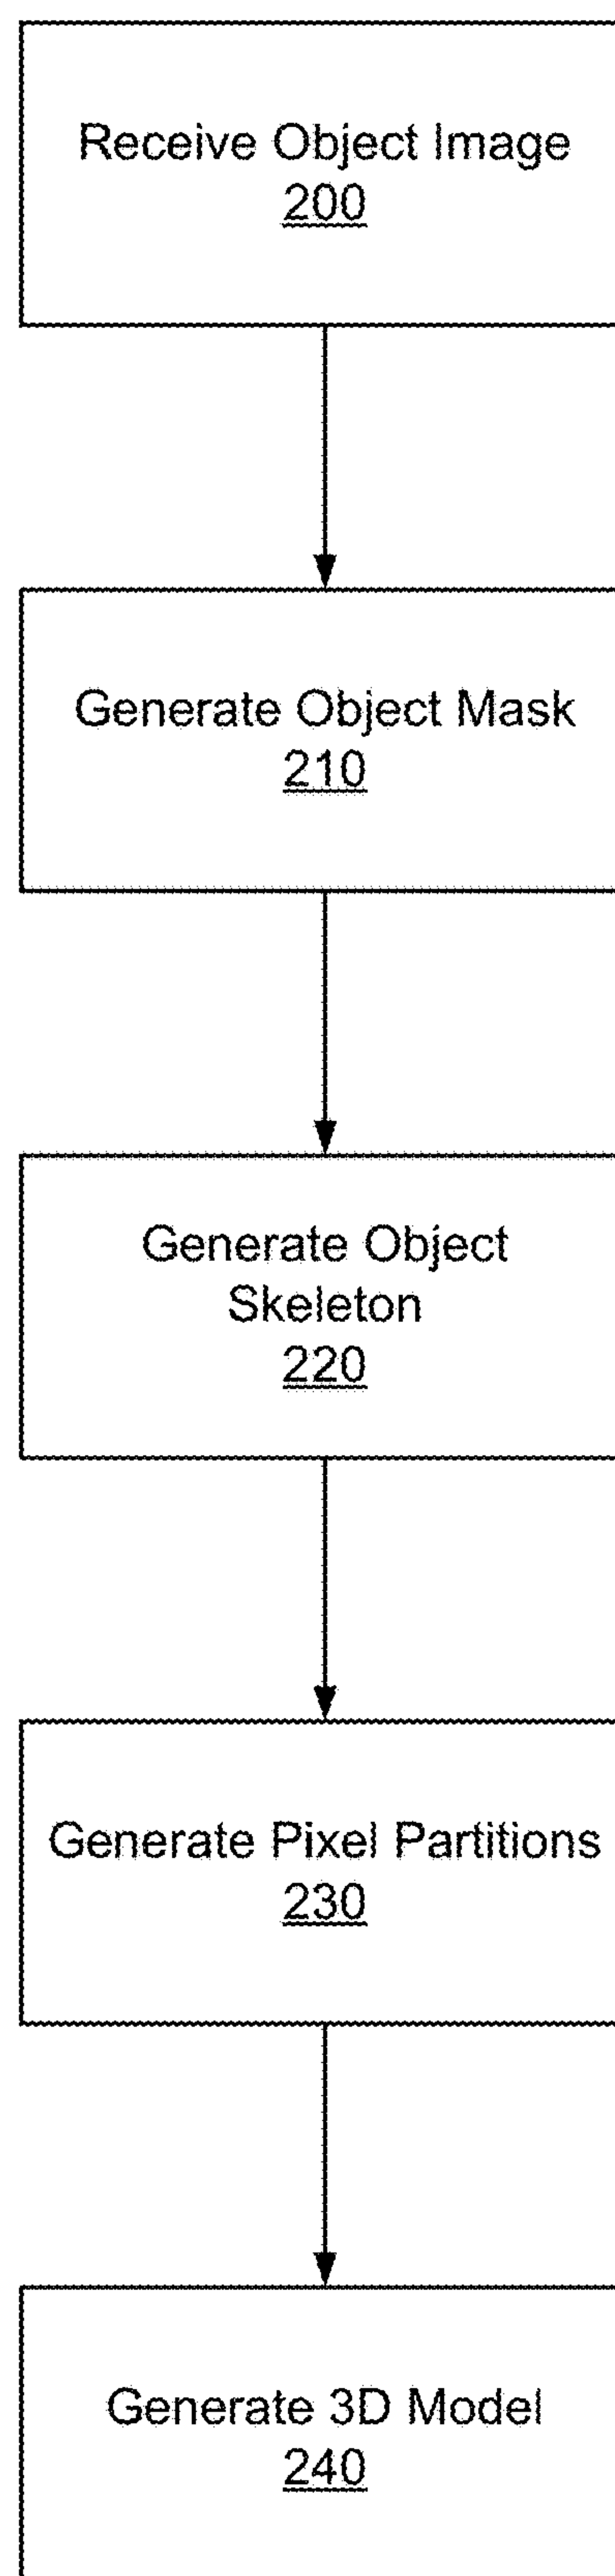 Receive Object Image
200
Generate Object Mask
210
Generate Object
Skeleton
220
Generate Pixel Partitions
230
Generate 3D Model
240